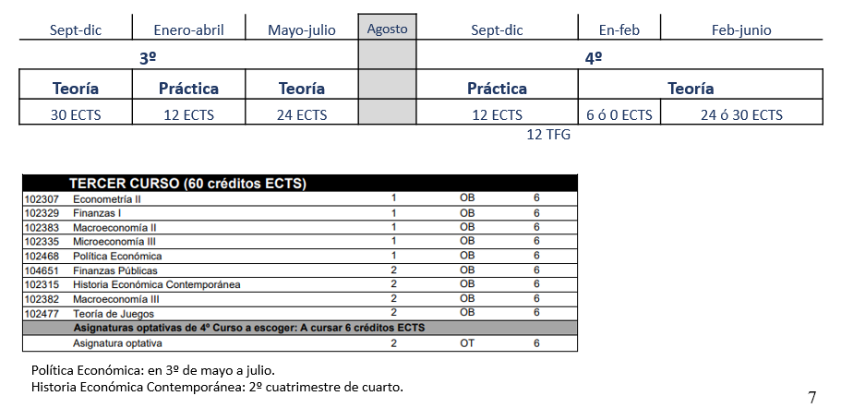 Sept-dic Enero-abril Mayo-julio Agosto Sept-dic En-feb Feb-junio
3º 4º
Teoría Práctica Teoría Práctica Teoría
30 ECTS 12 ECTS 24 ECTS 12 ECTS 6 ó 0 ECTS 24 ó 30 ECTS
12 TFG
TERCER CURSO (60 créditos ECTS)
102307 Econometría II 1 OB 6
102329 Finanzas I 1 OB 6
102383 Macroeconomía II 1 OB 6
102335 Microeconomía III 1 OB 6
102468 Política Económica 1 OB 6
104651 Finanzas Públicas 2 OB 6
102315 Historia Económica Contemporánea 2 OB 6
102382 Macroeconomía III 2 OB 6
102477 Teoría de Juegos 2 OB 6
Asignaturas optativas de 4º Curso a escoger: A cursar 6 créditos ECTS
Asignatura optativa 2 OT 6
Política Económica: en 3º de mayo a julio.
Historia Económica Contemporánea: 2º cuatrimestre de cuarto.
7